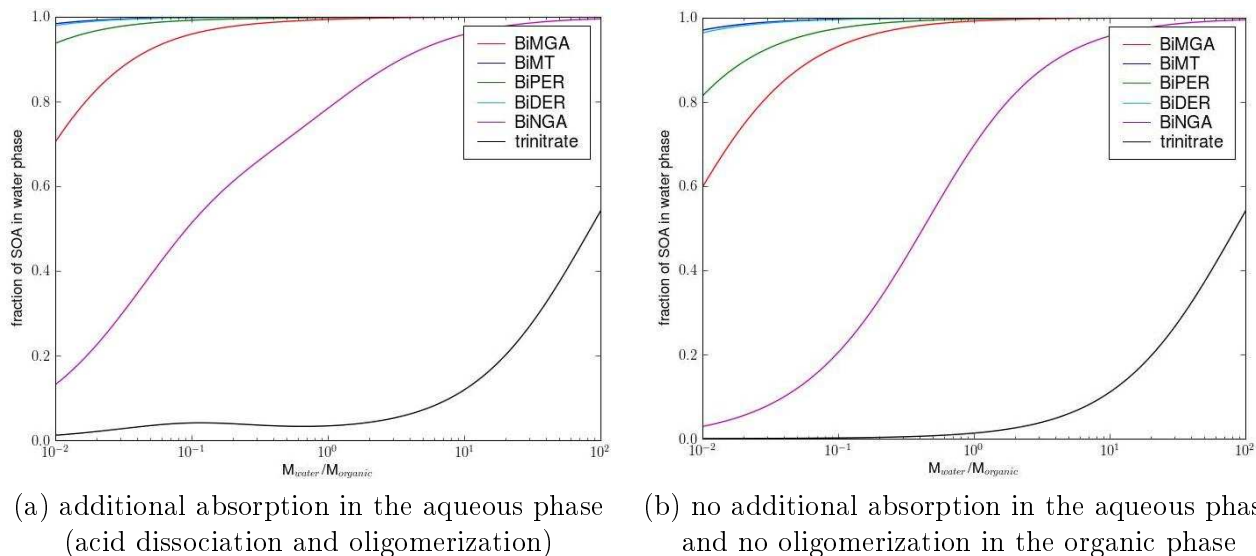 1.0
0.8
0.6
0.4
0.2
0.0
fraction of SOA in water phase
BiMGA
BiMT
BiPER
BiDER
BiNGA
trinitrate
10⁻²
10⁻¹
10⁰
10¹
10²
M_water/M_organic
(a) additional absorption in the aqueous phase
(acid dissociation and oligomerization)
1.0
0.8
0.6
0.4
0.2
0.0
fraction of SOA in water phase
BiMGA
BiMT
BiPER
BiDER
BiNGA
trinitrate
10⁻²
10⁻¹
10⁰
10¹
10²
M_water/M_organic
(b) no additional absorption in the aqueous phas
and no oligomerization in the organic phase